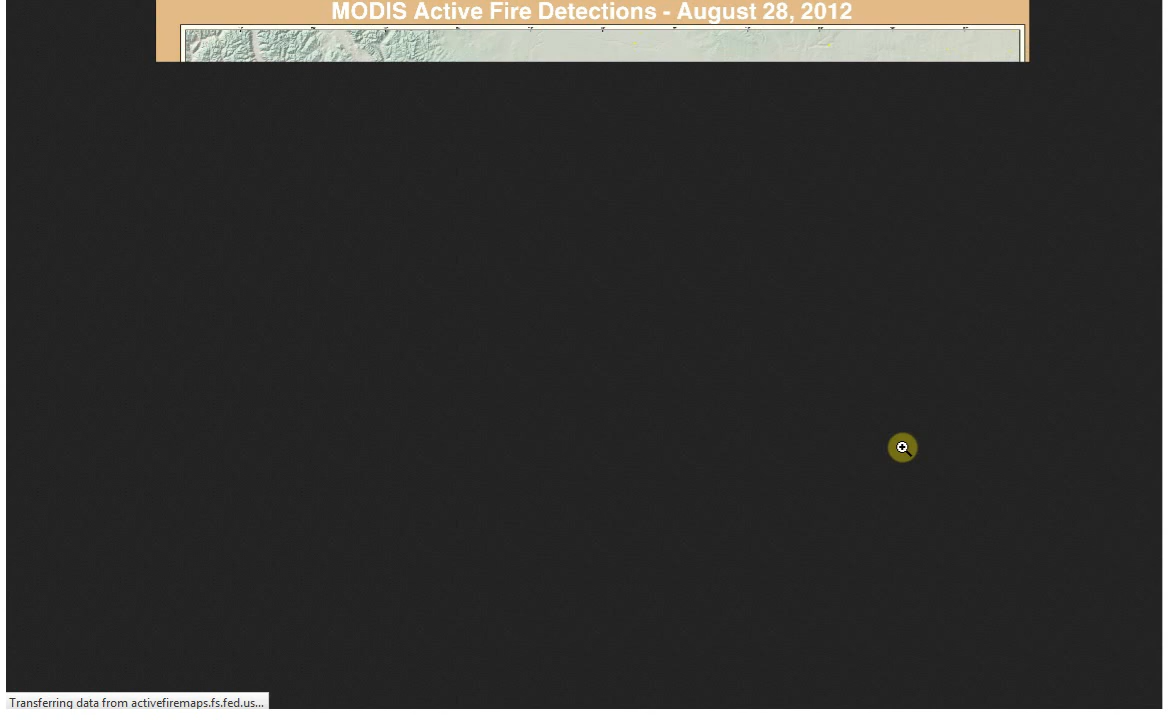 MODIS Active Fire Detections - August 28, 2012
Transferring data from activefiremaps.fs.fed.us...